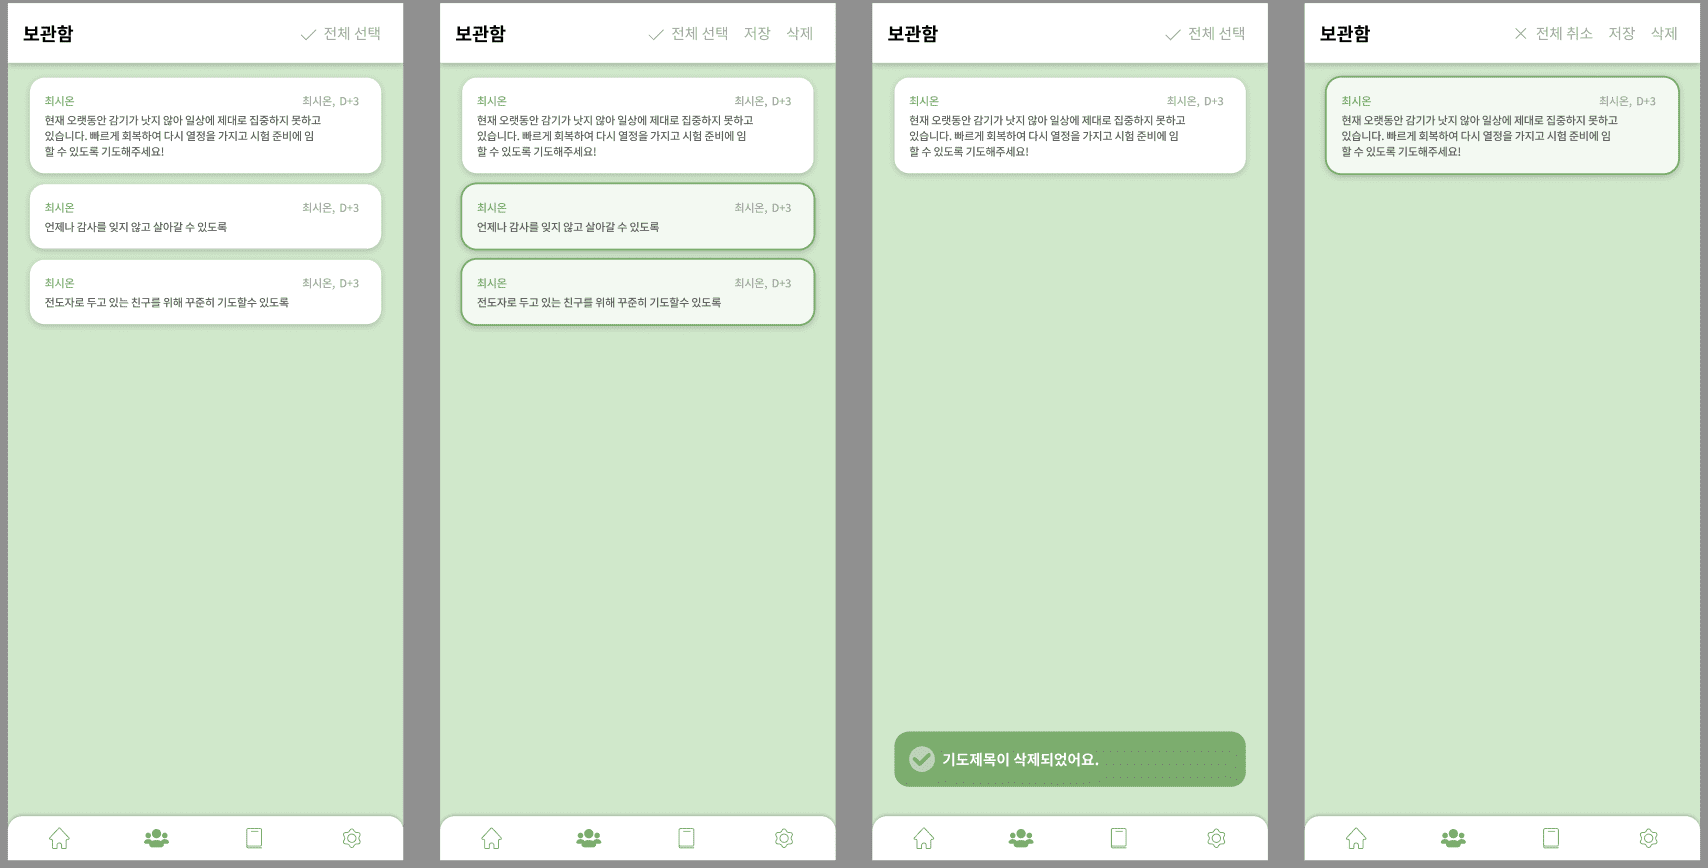 보관함
전체 선택
최시온
최시온, D+3
현재 오랫동안 감기가 낫지 않아 일상에 제대로 집중하지 못하고
있습니다. 빠르게 회복하여 다시 열정을 가지고 시험 준비에 임
할 수 있도록 기도해주세요!
최시온
최시온, D+3
언제나 감사를 잊지 않고 살아갈 수 있도록
최시온
최시온, D+3
전도자로 두고 있는 친구를 위해 꾸준히 기도할수 있도록
보관함
전체 선택 저장 삭제
최시온
최시온, D+3
현재 오랫동안 감기가 낫지 않아 일상에 제대로 집중하지 못하고
있습니다. 빠르게 회복하여 다시 열정을 가지고 시험 준비에 임
할 수 있도록 기도해주세요!
최시온
최시온, D+3
언제나 감사를 잊지 않고 살아갈 수 있도록
최시온
최시온, D+3
전도자로 두고 있는 친구를 위해 꾸준히 기도할수 있도록
보관함
전체 선택
최시온
최시온, D+3
현재 오랫동안 감기가 낫지 않아 일상에 제대로 집중하지 못하고
있습니다. 빠르게 회복하여 다시 열정을 가지고 시험 준비에 임
할 수 있도록 기도해주세요!
기도제목이 삭제되었어요.
보관함
전체 취소 저장 삭제
최시온
최시온, D+3
현재 오랫동안 감기가 낫지 않아 일상에 제대로 집중하지 못하고
있습니다. 빠르게 회복하여 다시 열정을 가지고 시험 준비에 임
할 수 있도록 기도해주세요!